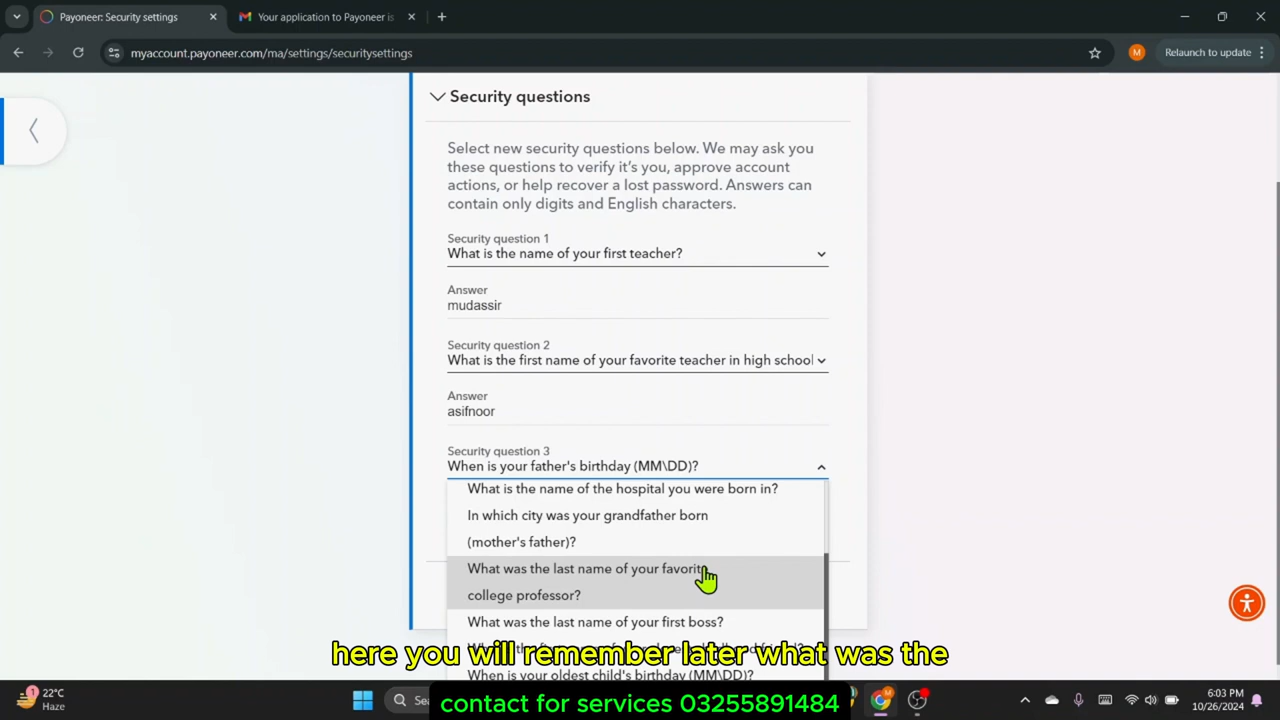 Payoneer: Security settings
Your application to Payoneer is
myaccount.payoneer.com/ma/settings/securitysettings
M
Relaunch to update
Security questions
Select new security questions below. We may ask you
these questions to verify it's you, approve account
actions, or help recover a lost password. Answers can
contain only digits and English characters.
Security question 1
What is the name of your first teacher?
Answer
mudassir
Security question 2
What is the first name of your favorite teacher in high school
Answer
asifnoor
Security question 3
When is your father's birthday (MM\DD)?
What is the name of the hospital you were born in?
In which city was your grandfather born
(mother's father)?
What was the last name of your favorit
college professor?
What was the last name of your first boss?
When is your oldest child's birthday (MM\DD)?
here you will remember later what was the
contact for services 03255891484
22°C
Haze
6:03 PM
10/26/2024